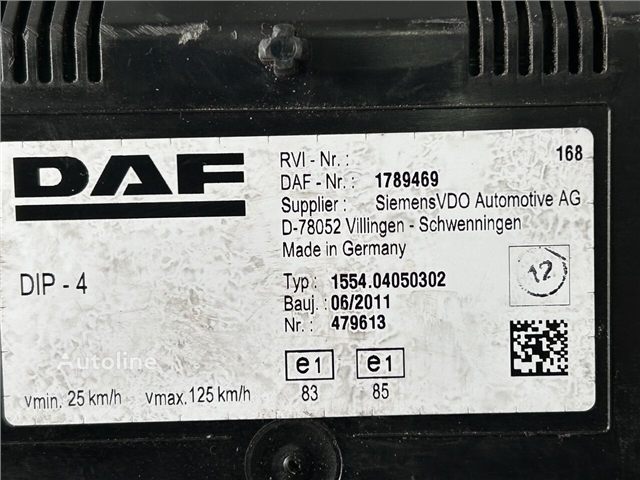 DAF
RVI - Nr. :
168
DAF - Nr. : 1789469
Supplier : SiemensVDO Automotive AG
D-78052 Villingen - Schwenningen
Made in Germany
DIP - 4
Typ : 1554.04050302
12
Bauj. : 06/2011
Nr. : 479613
e1 e1
83 85
vmin. 25 km/h vmax. 125 km/h
Autoline